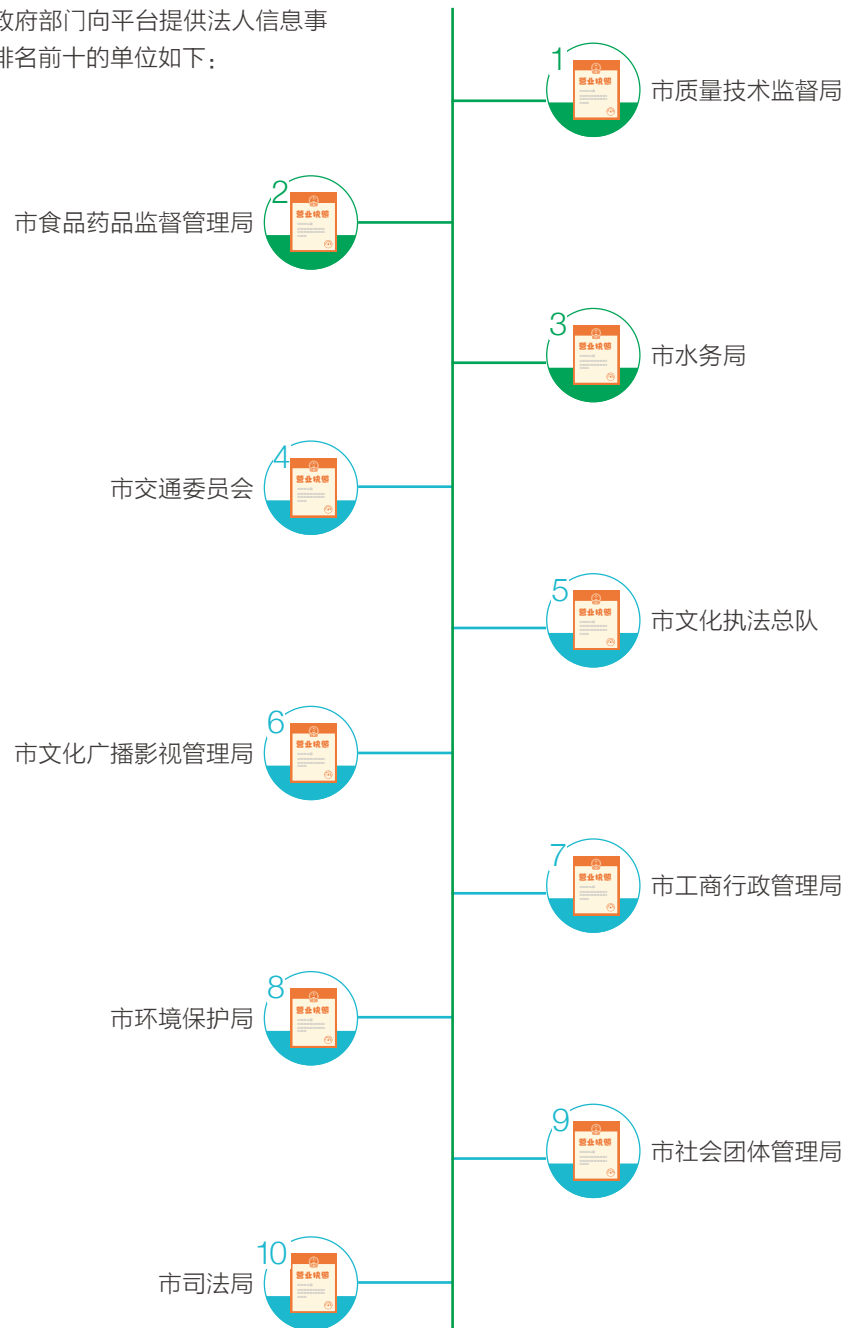 政府部门向平台提供法人信息事
排名前十的单位如下：
1
市质量技术监督局
2
市食品药品监督管理局
3
市水务局
4
市交通委员会
5
市文化执法总队
6
市文化广播影视管理局
7
市工商行政管理局
8
市环境保护局
9
市社会团体管理局
10
市司法局